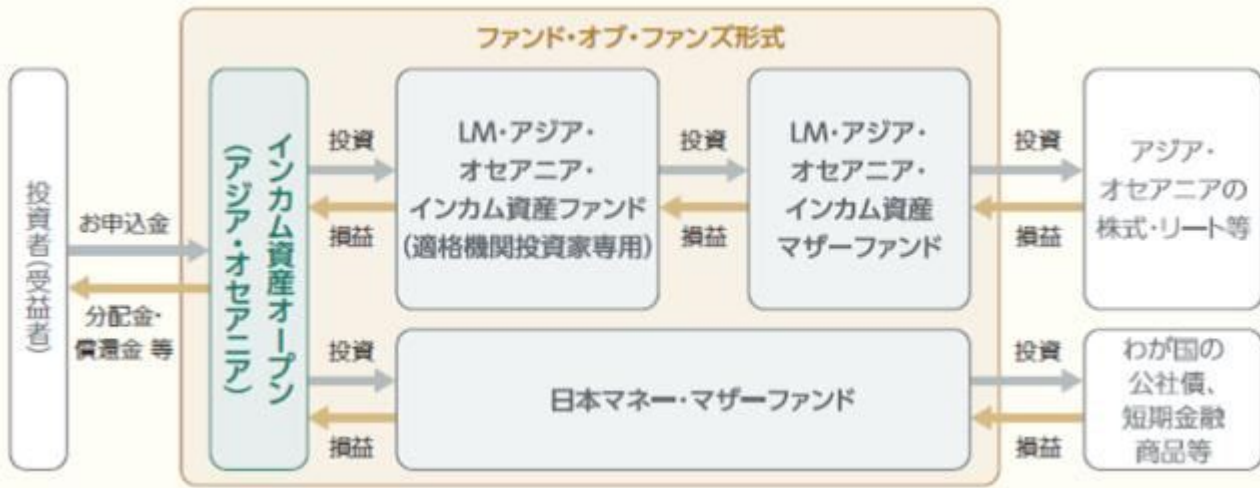 ファンド・オブ・ファンズ形式
投資者(受益者)
お申込金
分配金・
償還金 等
インカム資産オープン
(アジア・オセアニア)
投資
損益
LM・アジア・
オセアニア・
インカム資産ファンド
(適格機関投資家専用)
投資
損益
LM・アジア・
オセアニア・
インカム資産
マザーファンド
投資
損益
アジア・
オセアニアの
株式・リート等
投資
損益
日本マネー・マザーファンド
投資
損益
わが国の
公社債、
短期金融
商品等